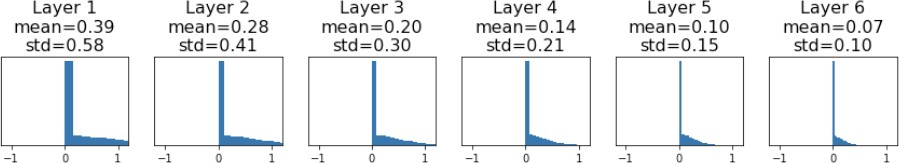 Layer 1
mean=0.39
std=0.58
Layer 2
mean=0.28
std=0.41
Layer 3
mean=0.20
std=0.30
Layer 4
mean=0.14
std=0.21
Layer 5
mean=0.10
std=0.15
Layer 6
mean=0.07
std=0.10
−1 0 1
−1 0 1
−1 0 1
−1 0 1
−1 0 1
−1 0 1